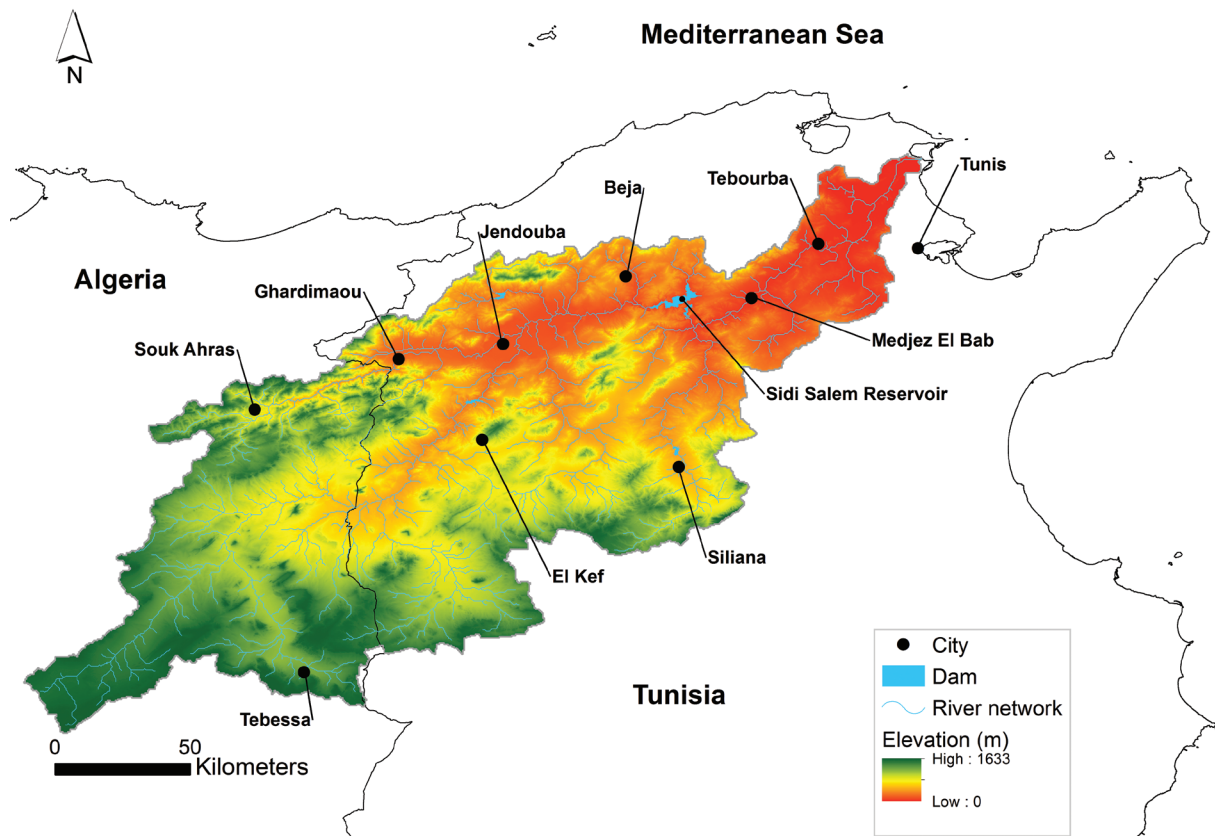 Mediterranean Sea
N
Tunis
Tebourba
Beja
Jendouba
Algeria
Ghardimaou
Medjez El Bab
Souk Ahras
Sidi Salem Reservoir
Siliana
El Kef
Tunisia
Tebessa
0 50
Kilometers
City
Dam
River network
Elevation (m)
High : 1633
Low : 0